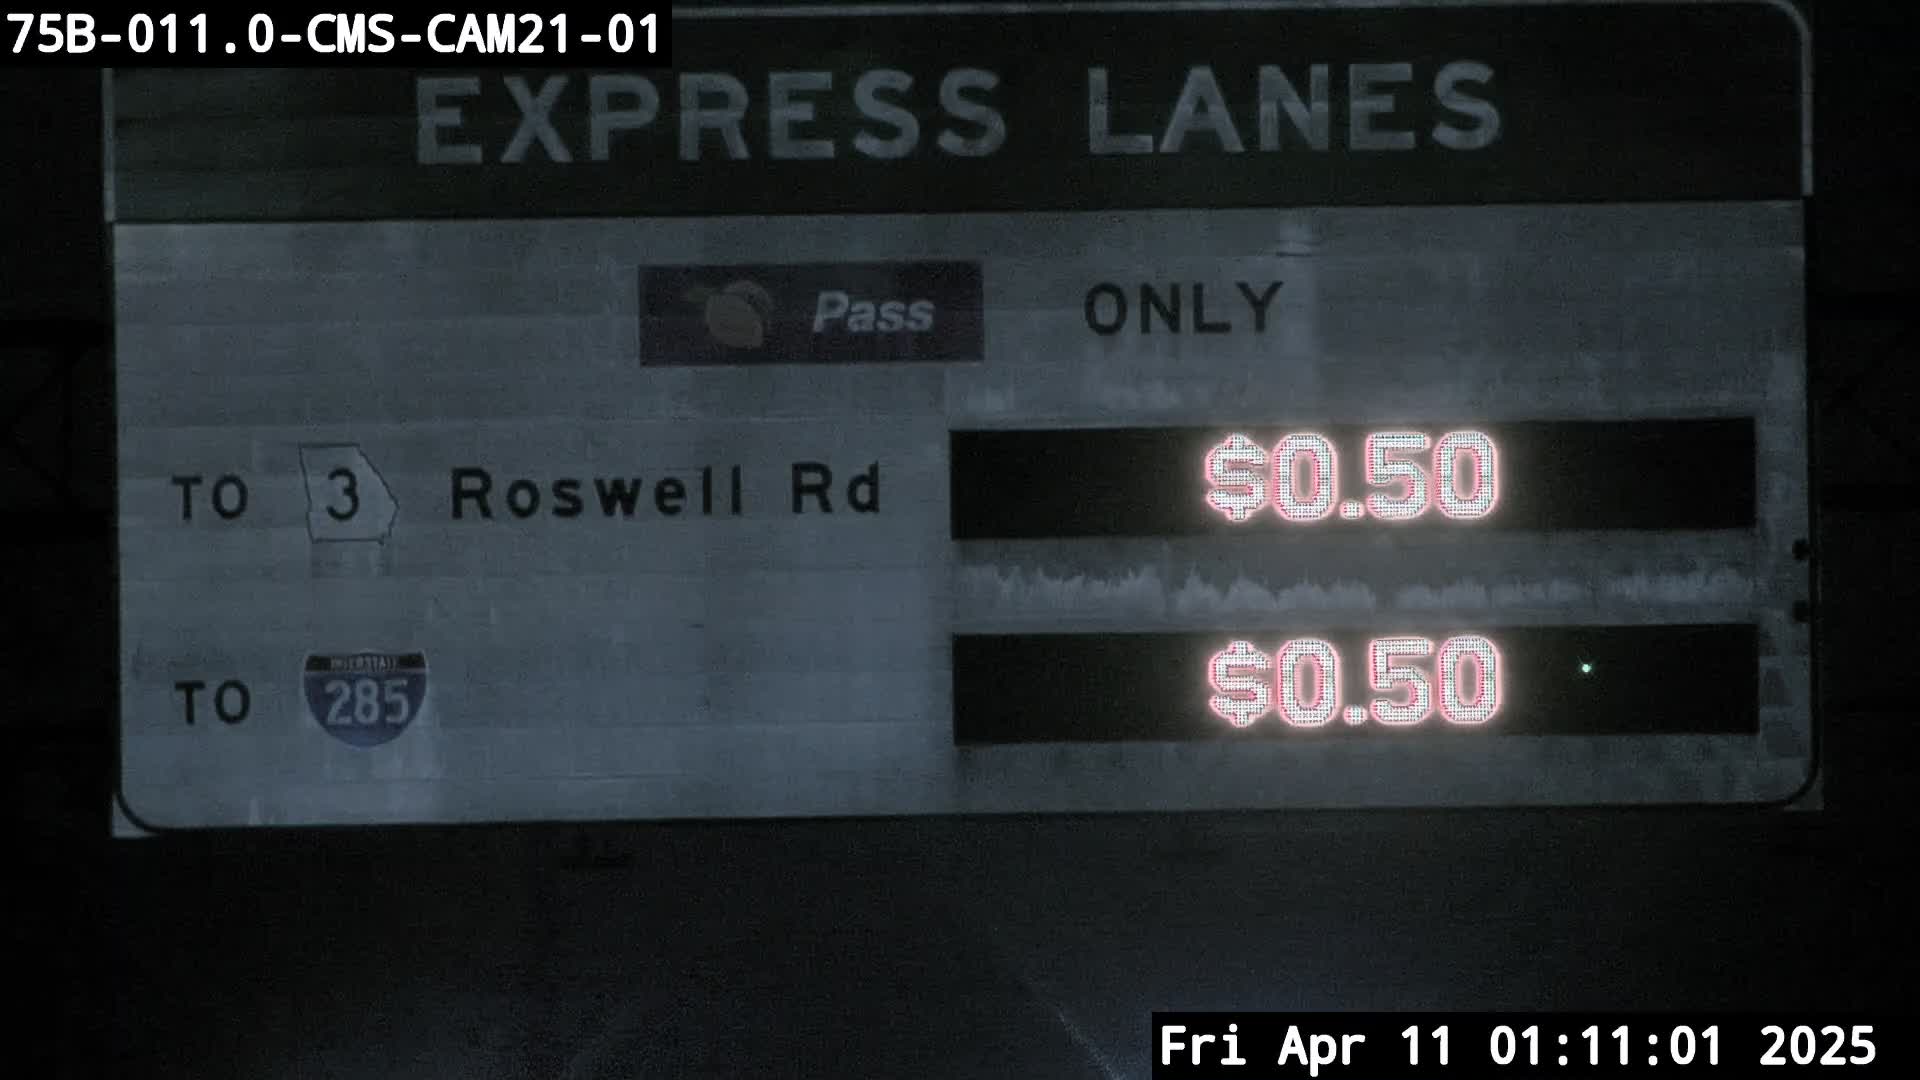 75B-011.0-CMS-CAM21-01
EXPRESS LANES
Pass ONLY
TO 3 Roswell Rd $0.50
INTERSTATE
TO 285 $0.50
Fri Apr 11 01:11:01 2025